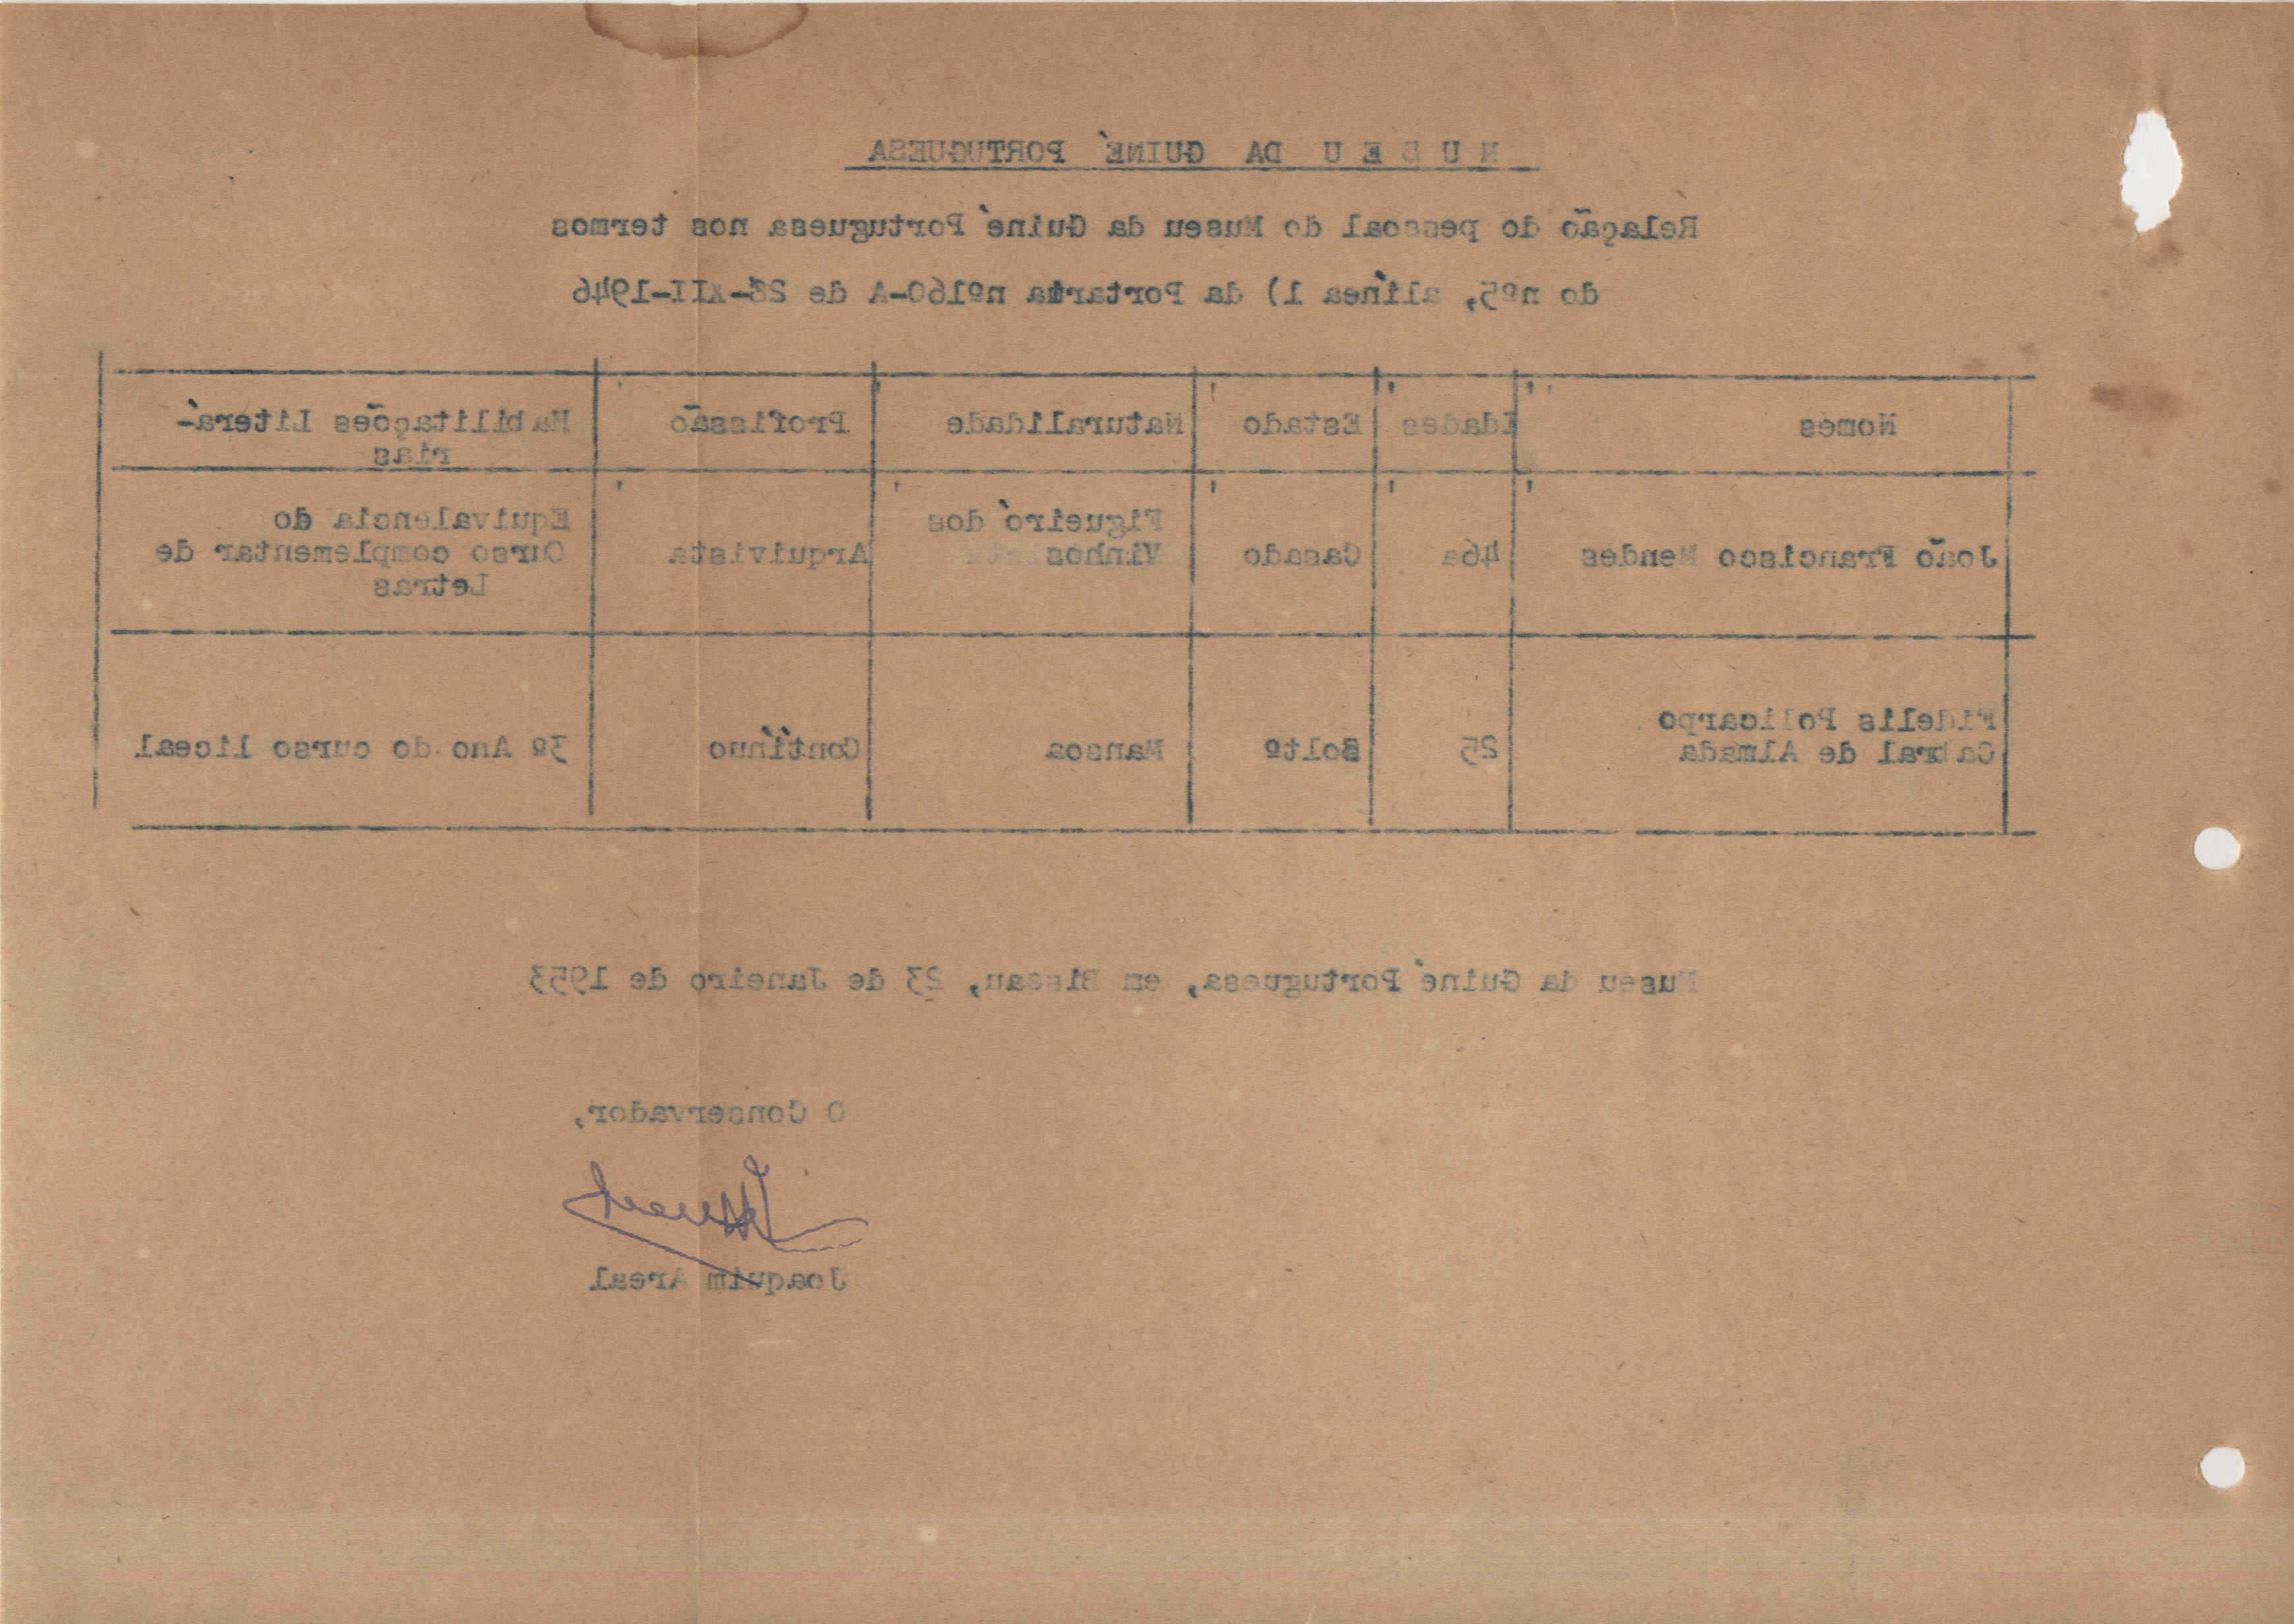 MUSEU DA GUINÉ PORTUGUESA
Relação do pessoal do Museu da Guiné Portuguesa nos termos
do nº5, alínea 1) da Portaria nº160-A de 28-XII-1946
Nomes Idades Estado Naturalidade Profissão Habilitações Literá-
rias
João Francisco Mendes 46a Casado Figueiró dos Vinhos Arquivista Equivalencia do
Curso complementar de
Letras
Fidelis Policarpo
Cabral de Almada 25 Soltº Mansoa Contínuo 3º Ano do curso liceal
Museu da Guiné Portuguesa, em Bissau, 23 de Janeiro de 1953
O Conservador,
Joaquim Areal